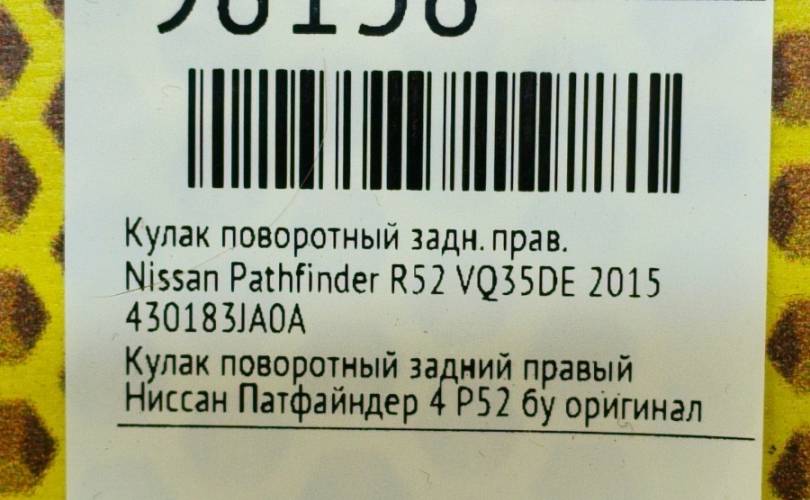 98138
Кулак поворотный задн. прав.
Nissan Pathfinder R52 VQ35DE 2015
430183JA0A
Кулак поворотный задний правый
Ниссан Патфайндер 4 Р52 бу оригинал